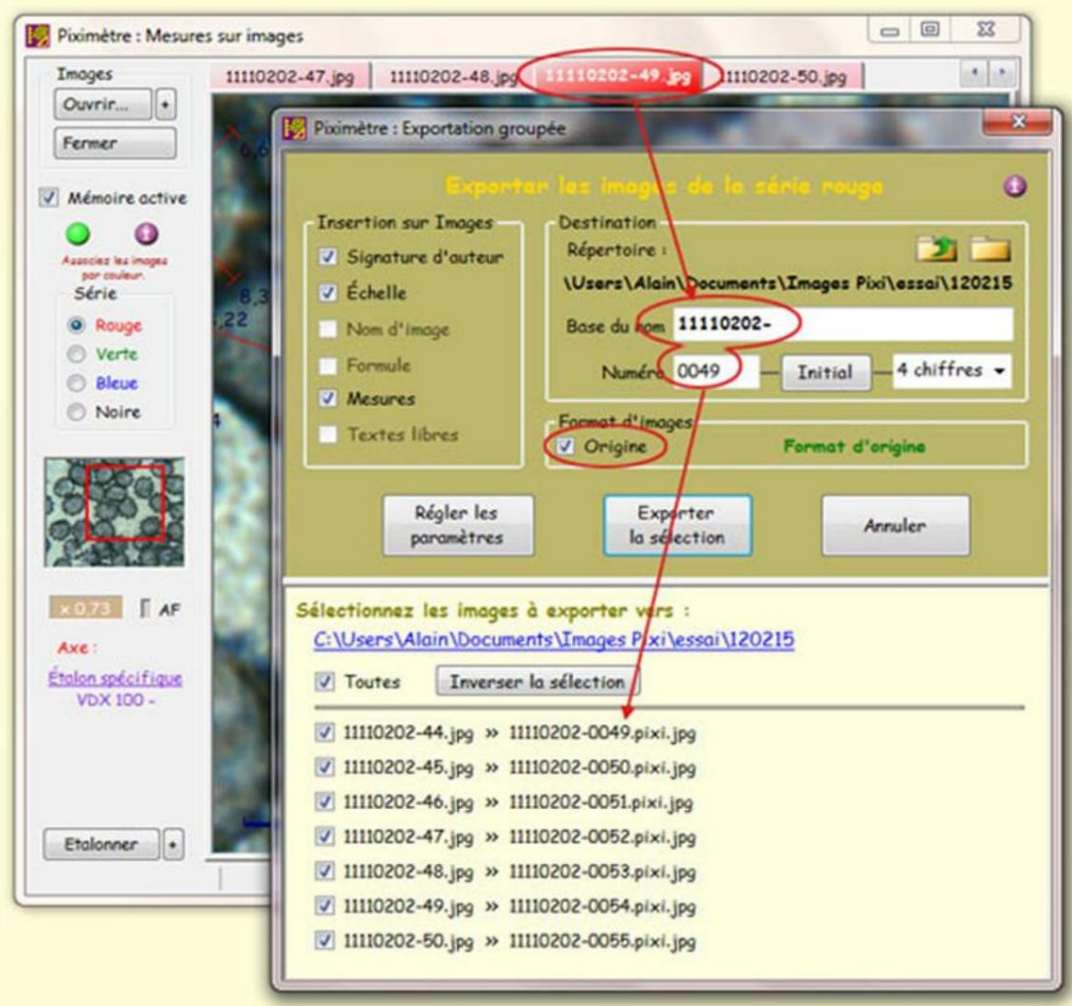 Piximètre : Mesures sur images
Images
Ouvrir... +
Fermer
11110202-47.jpg 11110202-48.jpg 11110202-49.jpg 11110202-50.jpg
Mémoire active
Associez les images
par couleur.
Série
Rouge
Verte
Bleue
Noire
x 0,73 AF
Axe :
Étalon spécifique
VDX 100 -
Etalonner +
6,6
8,3
,22
4
Piximètre : Exportation groupée
Exporter les images de la série rouge
Insertion sur Images
Signature d'auteur
Échelle
Nom d'image
Formule
Mesures
Textes libres
Destination
Répertoire :
\Users\Alain\Documents\Images Pixi\essai\120215
Base du nom 11110202-
Numéro 0049 Initial 4 chiffres
Format d'images
Origine Format d'origine
Régler les
paramètres
Exporter
la sélection
Annuler
Sélectionnez les images à exporter vers :
C:\Users\Alain\Documents\Images Pixi\essai\120215
Toutes Inverser la sélection
11110202-44.jpg » 11110202-0049.pixi.jpg
11110202-45.jpg » 11110202-0050.pixi.jpg
11110202-46.jpg » 11110202-0051.pixi.jpg
11110202-47.jpg » 11110202-0052.pixi.jpg
11110202-48.jpg » 11110202-0053.pixi.jpg
11110202-49.jpg » 11110202-0054.pixi.jpg
11110202-50.jpg » 11110202-0055.pixi.jpg